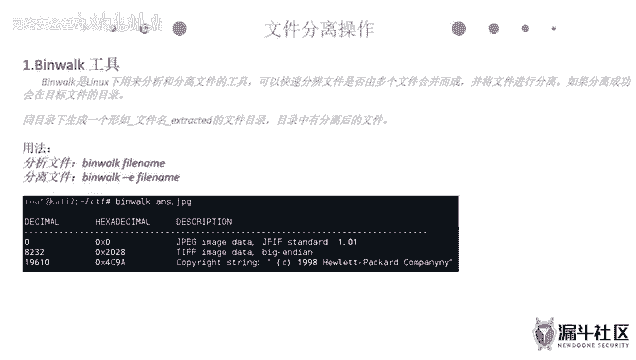 文件分离操作
1.Binwalk 工具
Binwalk是Linux下用来分析和分离文件的工具，可以快速分辨文件是否由多个文件合并而成，并将文件进行分离。如果分离成功
会在目标文件的目录。
同目录下生成一个形如_文件名_extracted的文件目录，目录中有分离后的文件。
用法：
分析文件：binwalk filename
分离文件：binwalk –e filename
root@kali2:~/ctf# binwalk ans.jpg
DECIMAL HEXADECIMAL DESCRIPTION
0 0x0 JPEG image data, JFIF standard 1.01
8232 0x2028 TIFF image data, big-endian
19610 0x4C9A Copyright string: " (c) 1998 Hewlett-Packard Companyny"
漏斗社区